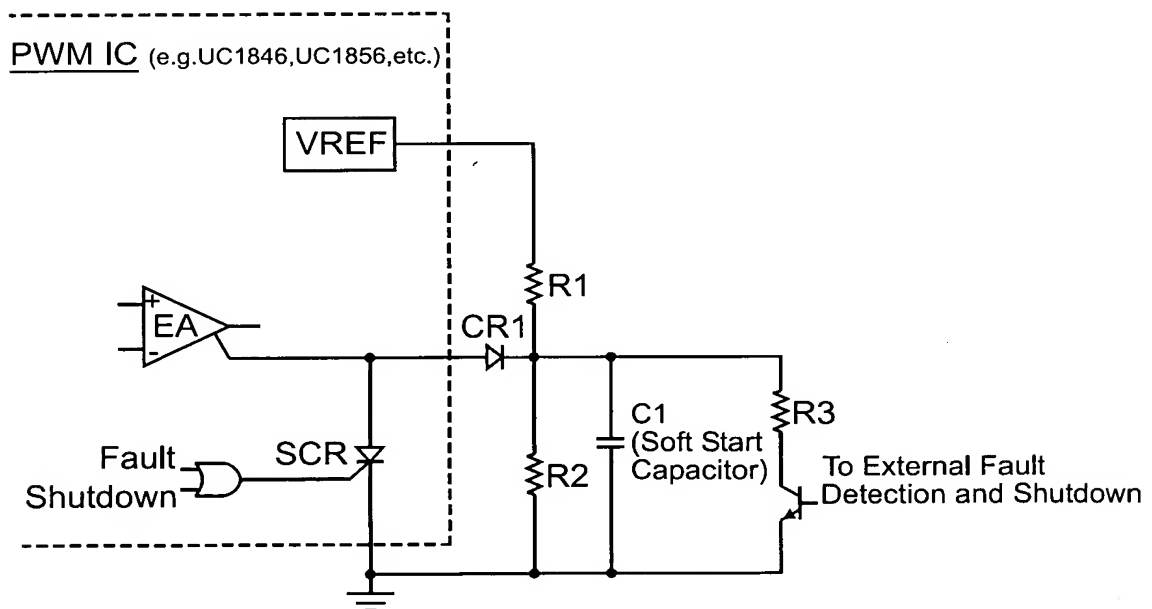 PWM IC (e.g.UC1846,UC1856,etc.)
VREF
R1
+
EA
-
CR1
R3
C1
(Soft Start
Capacitor)
Fault
Shutdown
SCR
R2
To External Fault
Detection and Shutdown